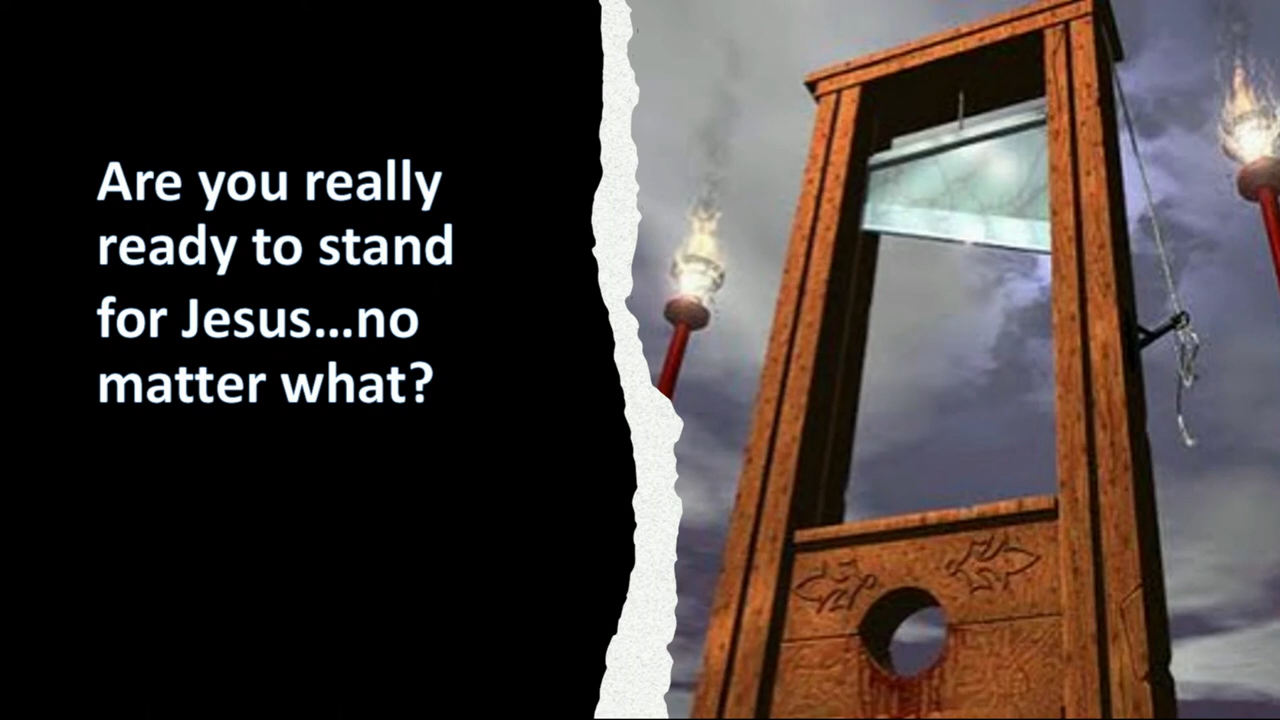 Are you really
ready to stand
for Jesus...no
matter what?